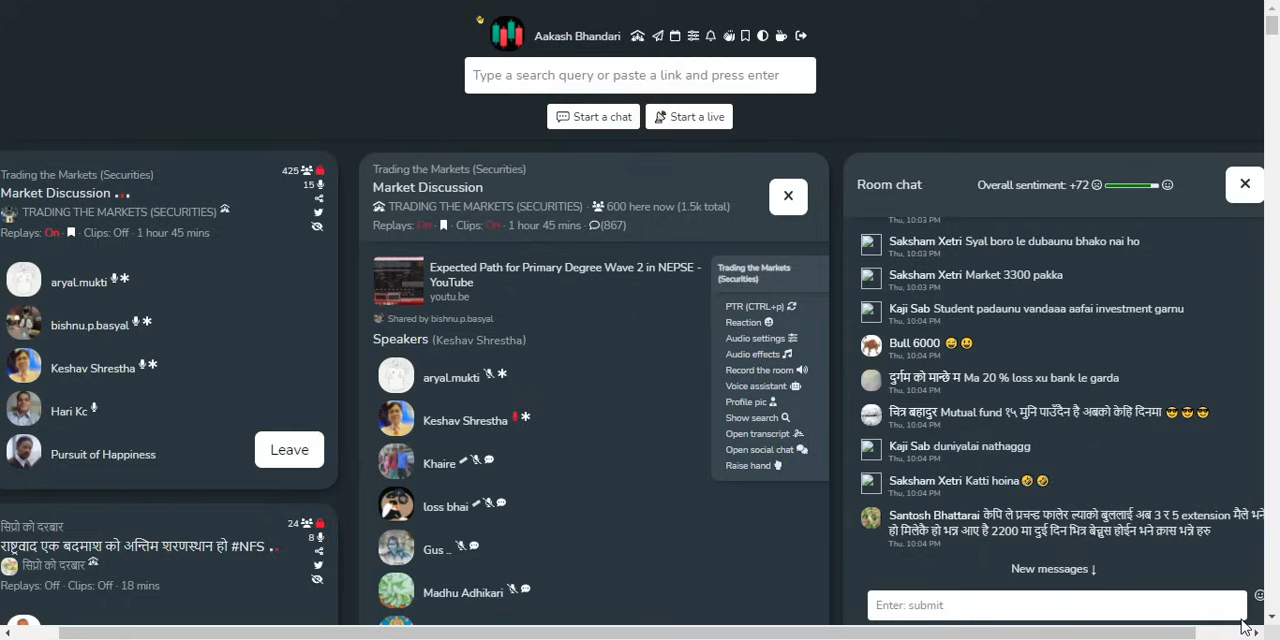 Aakash Bhandari
Type a search query or paste a link and press enter
Start a chat
Start a live
Trading the Markets (Securities)
425
Market Discussion
15
TRADING THE MARKETS (SECURITIES)
Replays: On · Clips: Off · 1 hour 45 mins
aryal.mukti
bishnu.p.basyal
Keshav Shrestha
Hari Kc
Pursuit of Happiness
Leave
सिप्रो को दरबार
24
राष्ट्रवाद एक बदमाश को अन्तिम शरणस्थान हो #NFS
8
सिप्रो को दरबार
Replays: Off · Clips: Off · 18 mins
Trading the Markets (Securities)
Market Discussion
TRADING THE MARKETS (SECURITIES) · 600 here now (1.5k total)
Replays: On · Clips: On · 1 hour 45 mins · (867)
Expected Path for Primary Degree Wave 2 in NEPSE -
YouTube
youtu.be
Shared by bishnu.p.basyal
Speakers (Keshav Shrestha)
aryal.mukti
Keshav Shrestha
Khaire
loss bhai
Gus ..
Madhu Adhikari
Trading the Markets
(Securities)
PTR (CTRL+p)
Reaction
Audio settings
Audio effects
Record the room
Voice assistant
Profile pic
Show search
Open transcript
Open social chat
Raise hand
Room chat
Overall sentiment: +72
Thu, 10:03 PM
Saksham Xetri Syal boro le dubaunu bhako nai ho
Thu, 10:03 PM
Saksham Xetri Market 3300 pakka
Thu, 10:03 PM
Kaji Sab Student padaunu vandaaa aafai investment garnu
Thu, 10:04 PM
Bull 6000 😅 😀
Thu, 10:04 PM
दुर्गम को मान्छे म Ma 20 % loss xu bank le garda
Thu, 10:04 PM
चित्र बहादुर Mutual fund १५ मुनि पाउँदैन है अबको केहि दिनमा 😎 😎 😎
Thu, 10:04 PM
Kaji Sab duniyalai nathaggg
Thu, 10:04 PM
Saksham Xetri Katti hoina 🤣 🤣
Thu, 10:04 PM
Santosh Bhattarai केपि ले प्रचन्ड फालेर ल्याको बुललाई अब 3 र 5 extension मैले भने
हो मिलेकै हो भन्न आए है 2200 मा दुई दिन भित्र बेच्नुस होईन भने क्रास भन्ने हरु
Thu, 10:04 PM
New messages ↓
Enter: submit